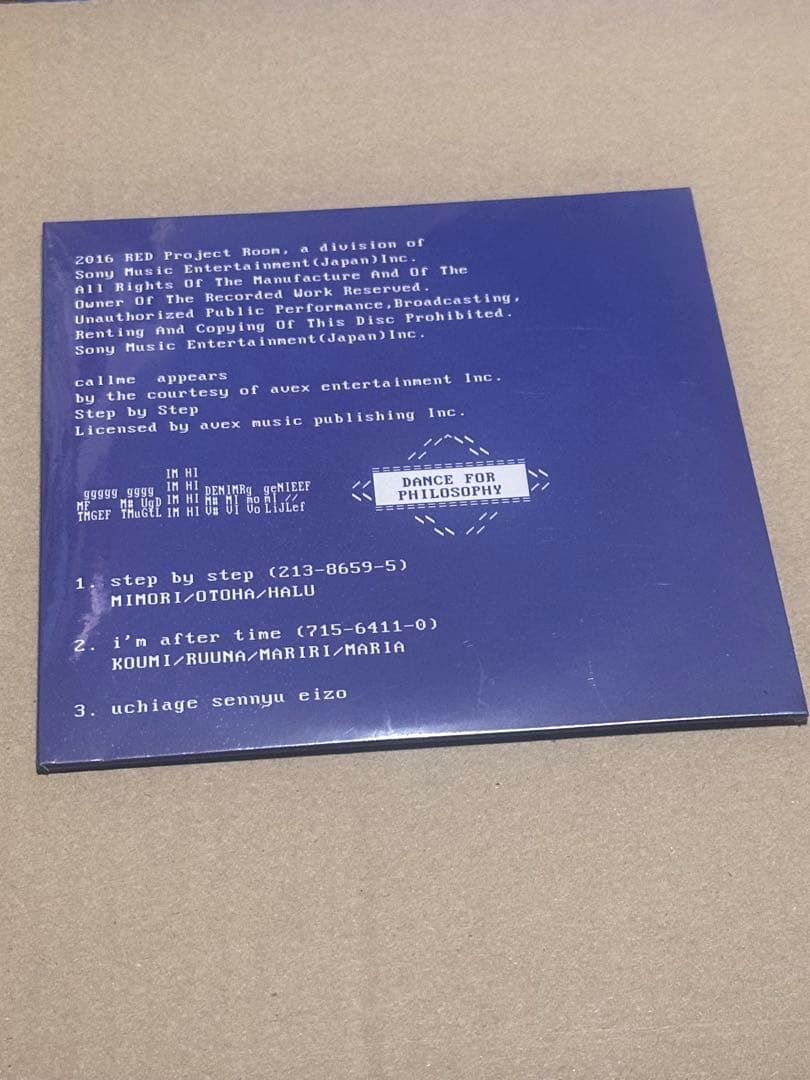 2016 RED Project Room, a division of
Sony Music Entertainment(Japan)Inc.
All Rights Of The Manufacture And Of The
Owner Of The Recorded Work Reserved.
Unauthorized Public Performance,Broadcasting,
Renting And Copying Of This Disc Prohibited.
Sony Music Entertainment(Japan)Inc.
callme appears
by the courtesy of avex entertainment Inc.
Step by Step
Licensed by avex music publishing Inc.
DANCE FOR
PHILOSOPHY
1. step by step (213-8659-5)
MIMORI/OTOHA/HALU
2. i'm after time (715-6411-0)
KOUMI/RUUNA/MARIRI/MARIA
3. uchiage sennyu eizo